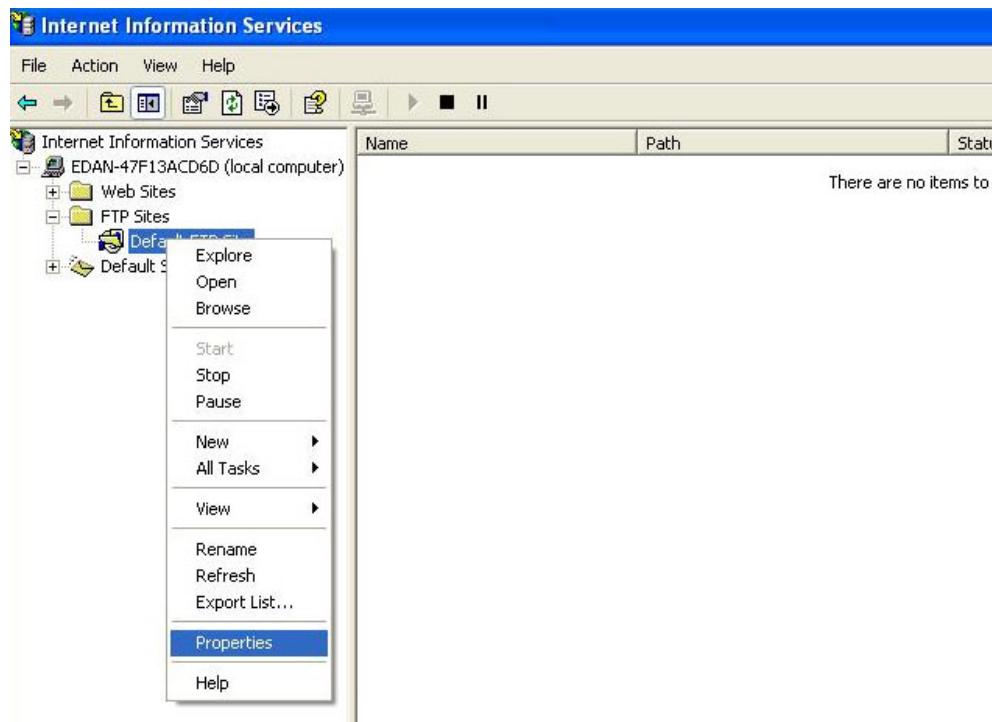 Internet Information Services
File Action View Help
Internet Information Services
Name Path
EDAN-47F13ACD6D (local computer)
There are no items to
Web Sites
FTP Sites
Default
Explore
Open
Browse
Start
Stop
Pause
New
All Tasks
View
Rename
Refresh
Export List...
Properties
Help